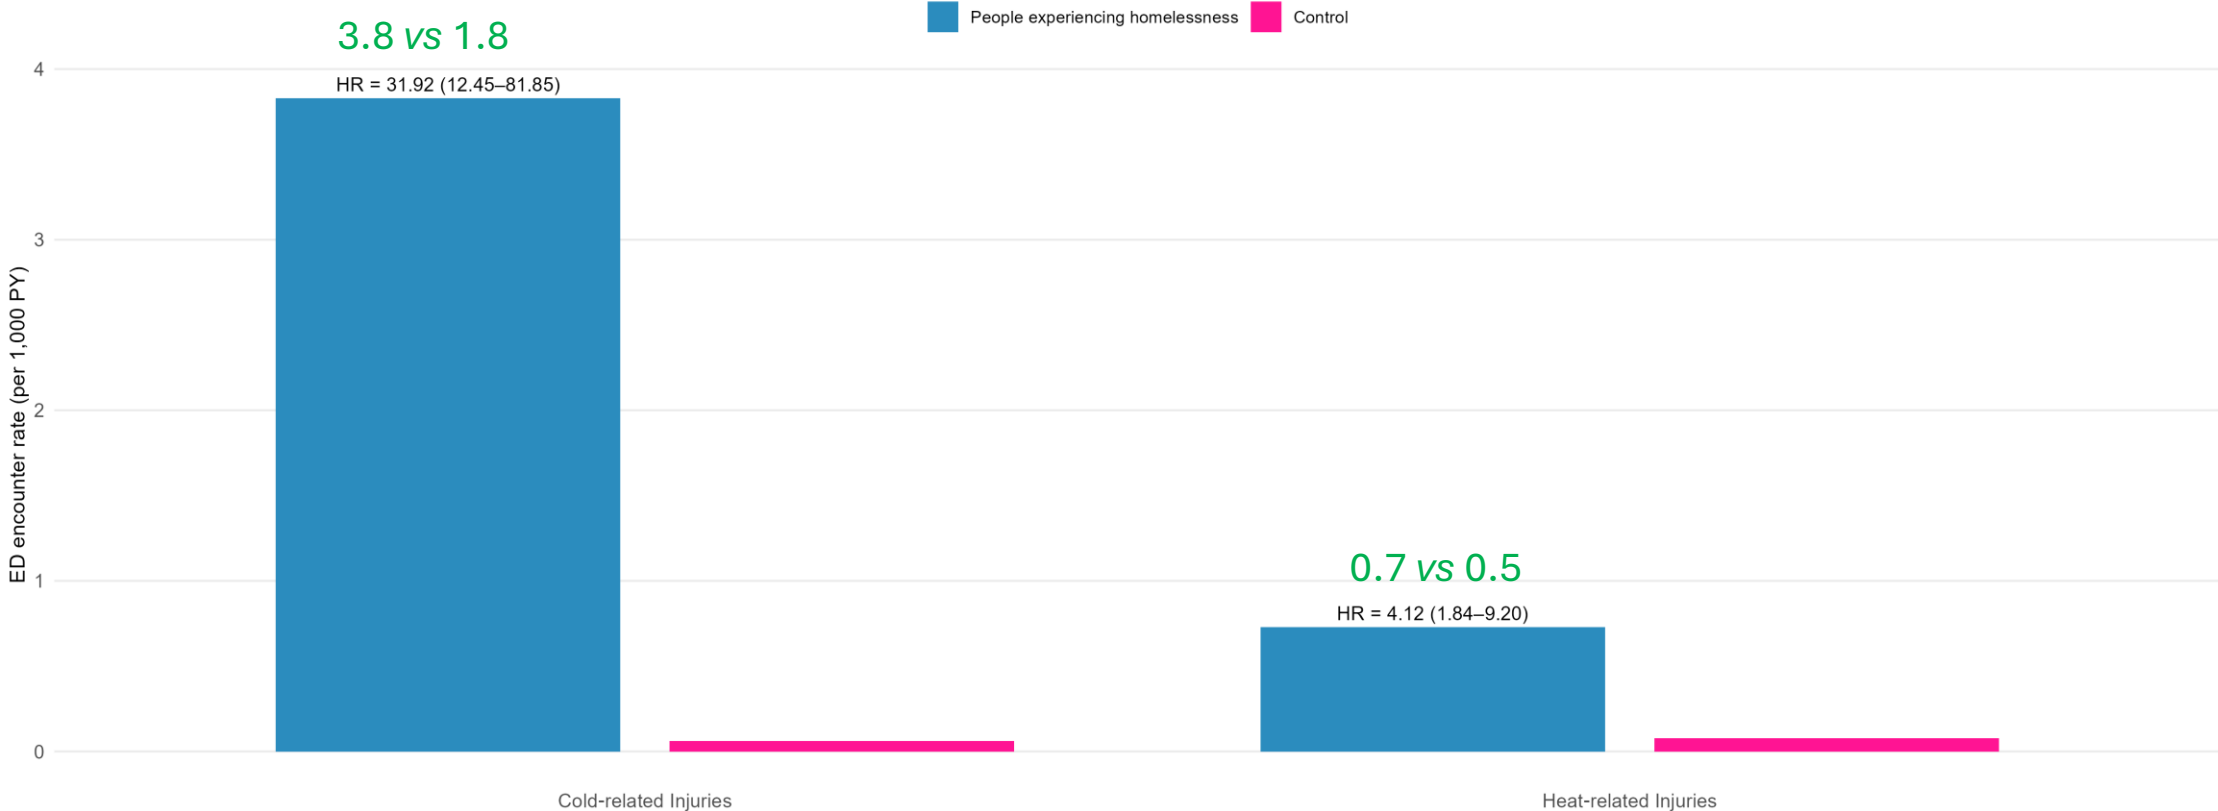 People experiencing homelessness Control
3.8 vs 1.8
HR = 31.92 (12.45–81.85)
0.7 vs 0.5
HR = 4.12 (1.84–9.20)
ED encounter rate (per 1,000 PY)
4
3
2
1
0
Cold-related Injuries
Heat-related Injuries